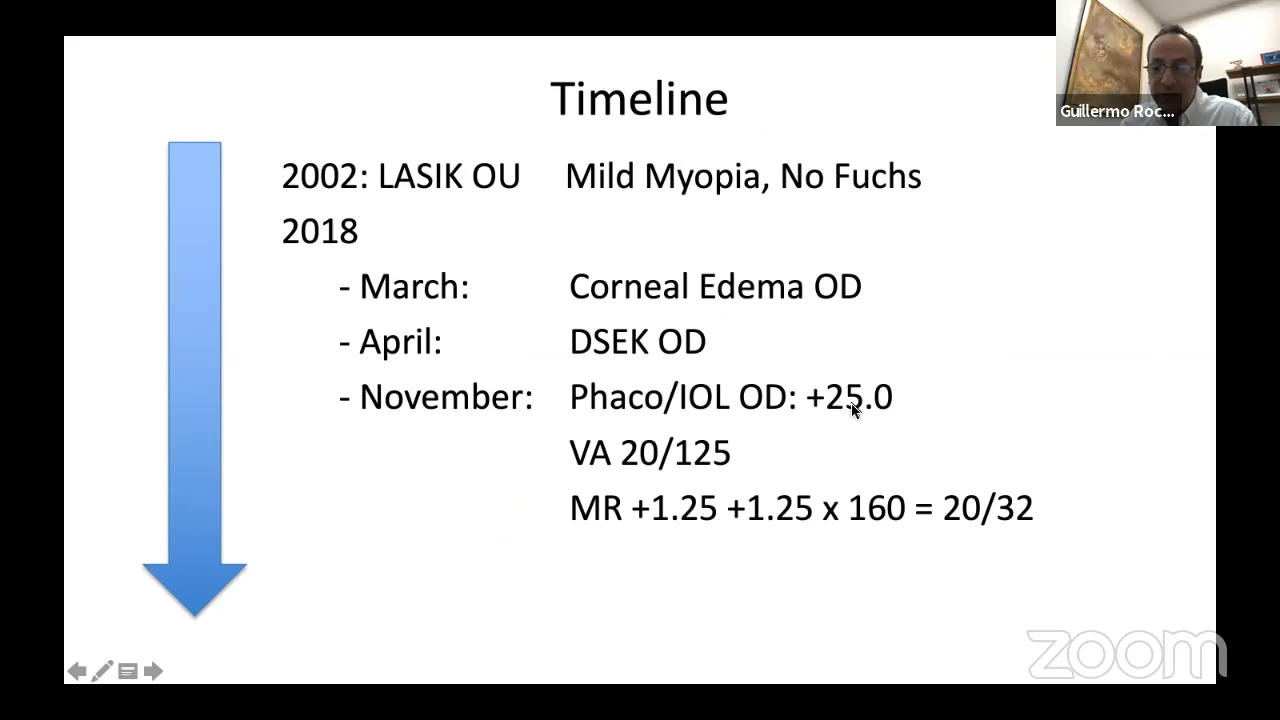 Timeline
Guillermo Roc...
2002: LASIK OU Mild Myopia, No Fuchs
2018
- March: Corneal Edema OD
- April: DSEK OD
- November: Phaco/IOL OD: +25.0
VA 20/125
MR +1.25 +1.25 x 160 = 20/32
zoom